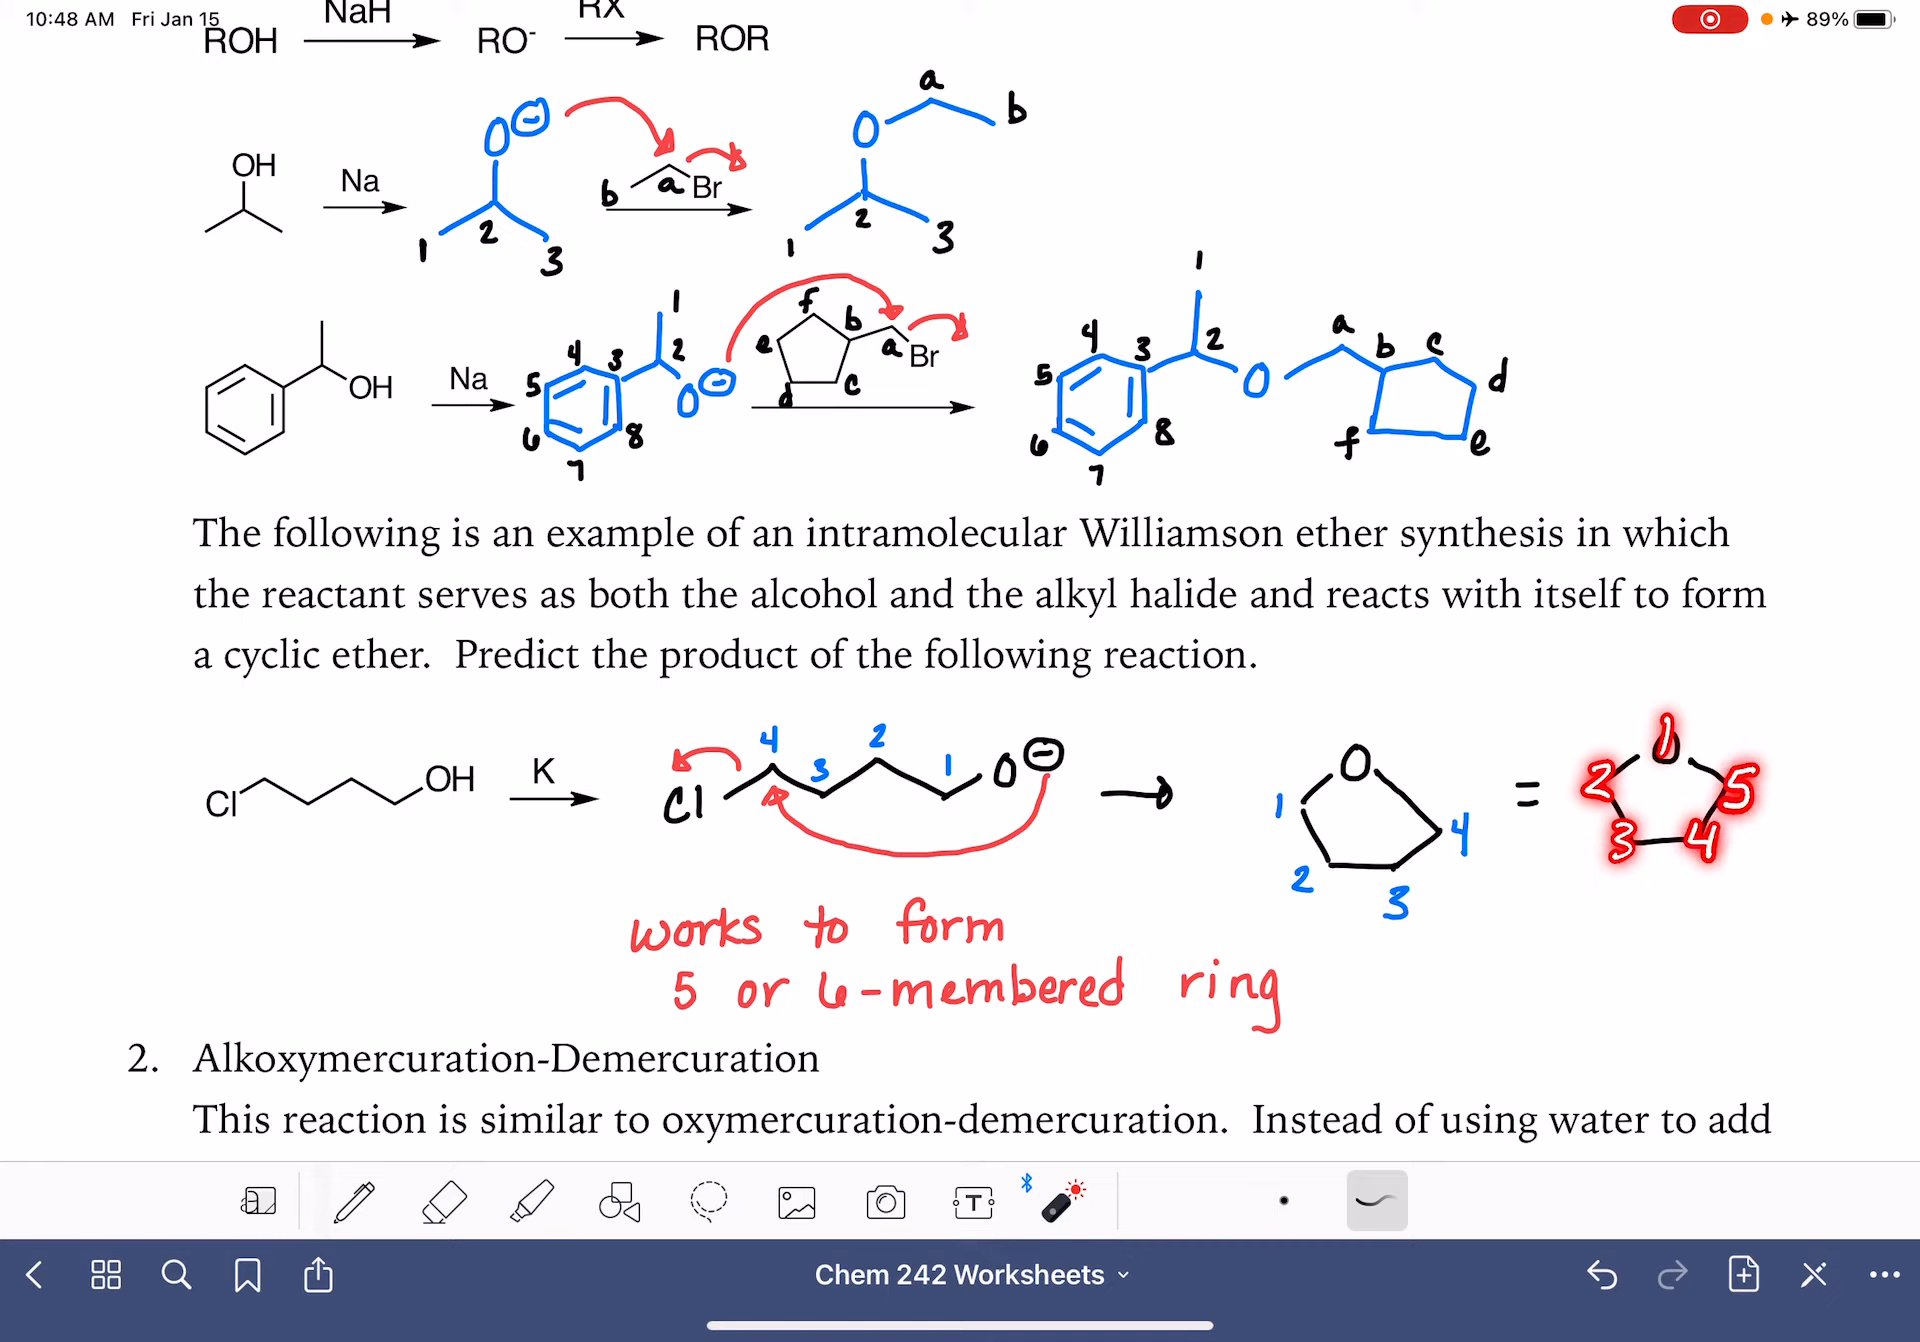 10:48 AM Fri Jan 15
89%
NaH
RX
ROH
RO-
ROR
OH
Na
O -
1 2 3
b a Br
O a b
1 2 3
OH
Na
1 2 3 4 5 6 7 8 O -
a b c d e f Br
1 2 3 4 5 6 7 8 O a b c d e f
The following is an example of an intramolecular Williamson ether synthesis in which
the reactant serves as both the alcohol and the alkyl halide and reacts with itself to form
a cyclic ether. Predict the product of the following reaction.
Cl OH
K
Cl 4 3 2 1 O -
O 1 2 3 4
=
1 2 3 4 5
works to form
5 or 6-membered ring
2. Alkoxymercuration-Demercuration
This reaction is similar to oxymercuration-demercuration. Instead of using water to add
T
Chem 242 Worksheets